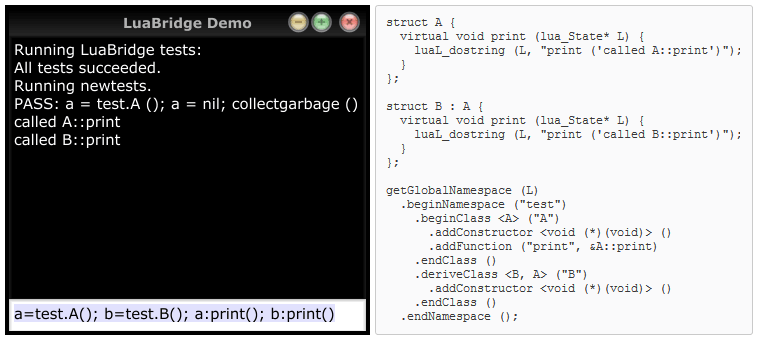 LuaBridge Demo
Running LuaBridge tests:
All tests succeeded.
Running newtests.
PASS: a = test.A (); a = nil; collectgarbage ()
called A::print
called B::print
a=test.A(); b=test.B(); a:print(); b:print()
struct A {
  virtual void print (lua_State* L) {
    luaL_dostring (L, "print ('called A::print')");
  }
};

struct B : A {
  virtual void print (lua_State* L) {
    luaL_dostring (L, "print ('called B::print')");
  }
};

getGlobalNamespace (L)
  .beginNamespace ("test")
    .beginClass <A> ("A")
      .addConstructor <void (*)(void)> ()
      .addFunction ("print", &A::print)
    .endClass ()
    .deriveClass <B, A> ("B")
      .addConstructor <void (*)(void)> ()
    .endClass ()
  .endNamespace ();